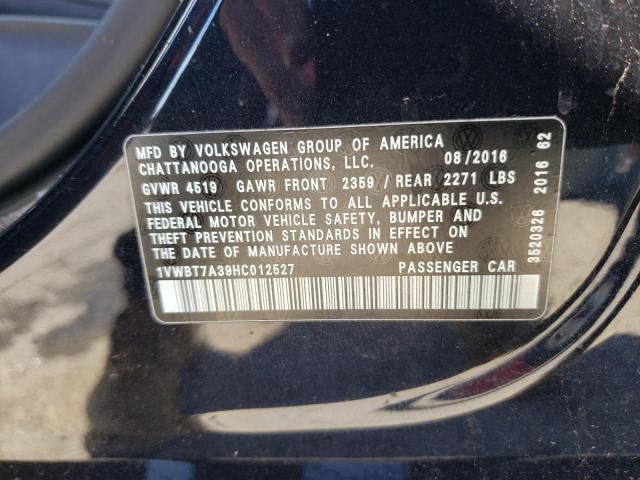 MFD BY VOLKSWAGEN GROUP OF AMERICA
CHATTANOOGA OPERATIONS, LLC. 08/2016
GVWR 4519 GAWR FRONT 2359 / REAR 2271 LBS
THIS VEHICLE CONFORMS TO ALL APPLICABLE U.S.
FEDERAL MOTOR VEHICLE SAFETY, BUMPER AND
THEFT PREVENTION STANDARDS IN EFFECT ON
THE DATE OF MANUFACTURE SHOWN ABOVE
1VWBT7A39HC012527 PASSENGER CAR
3520326 2016 62